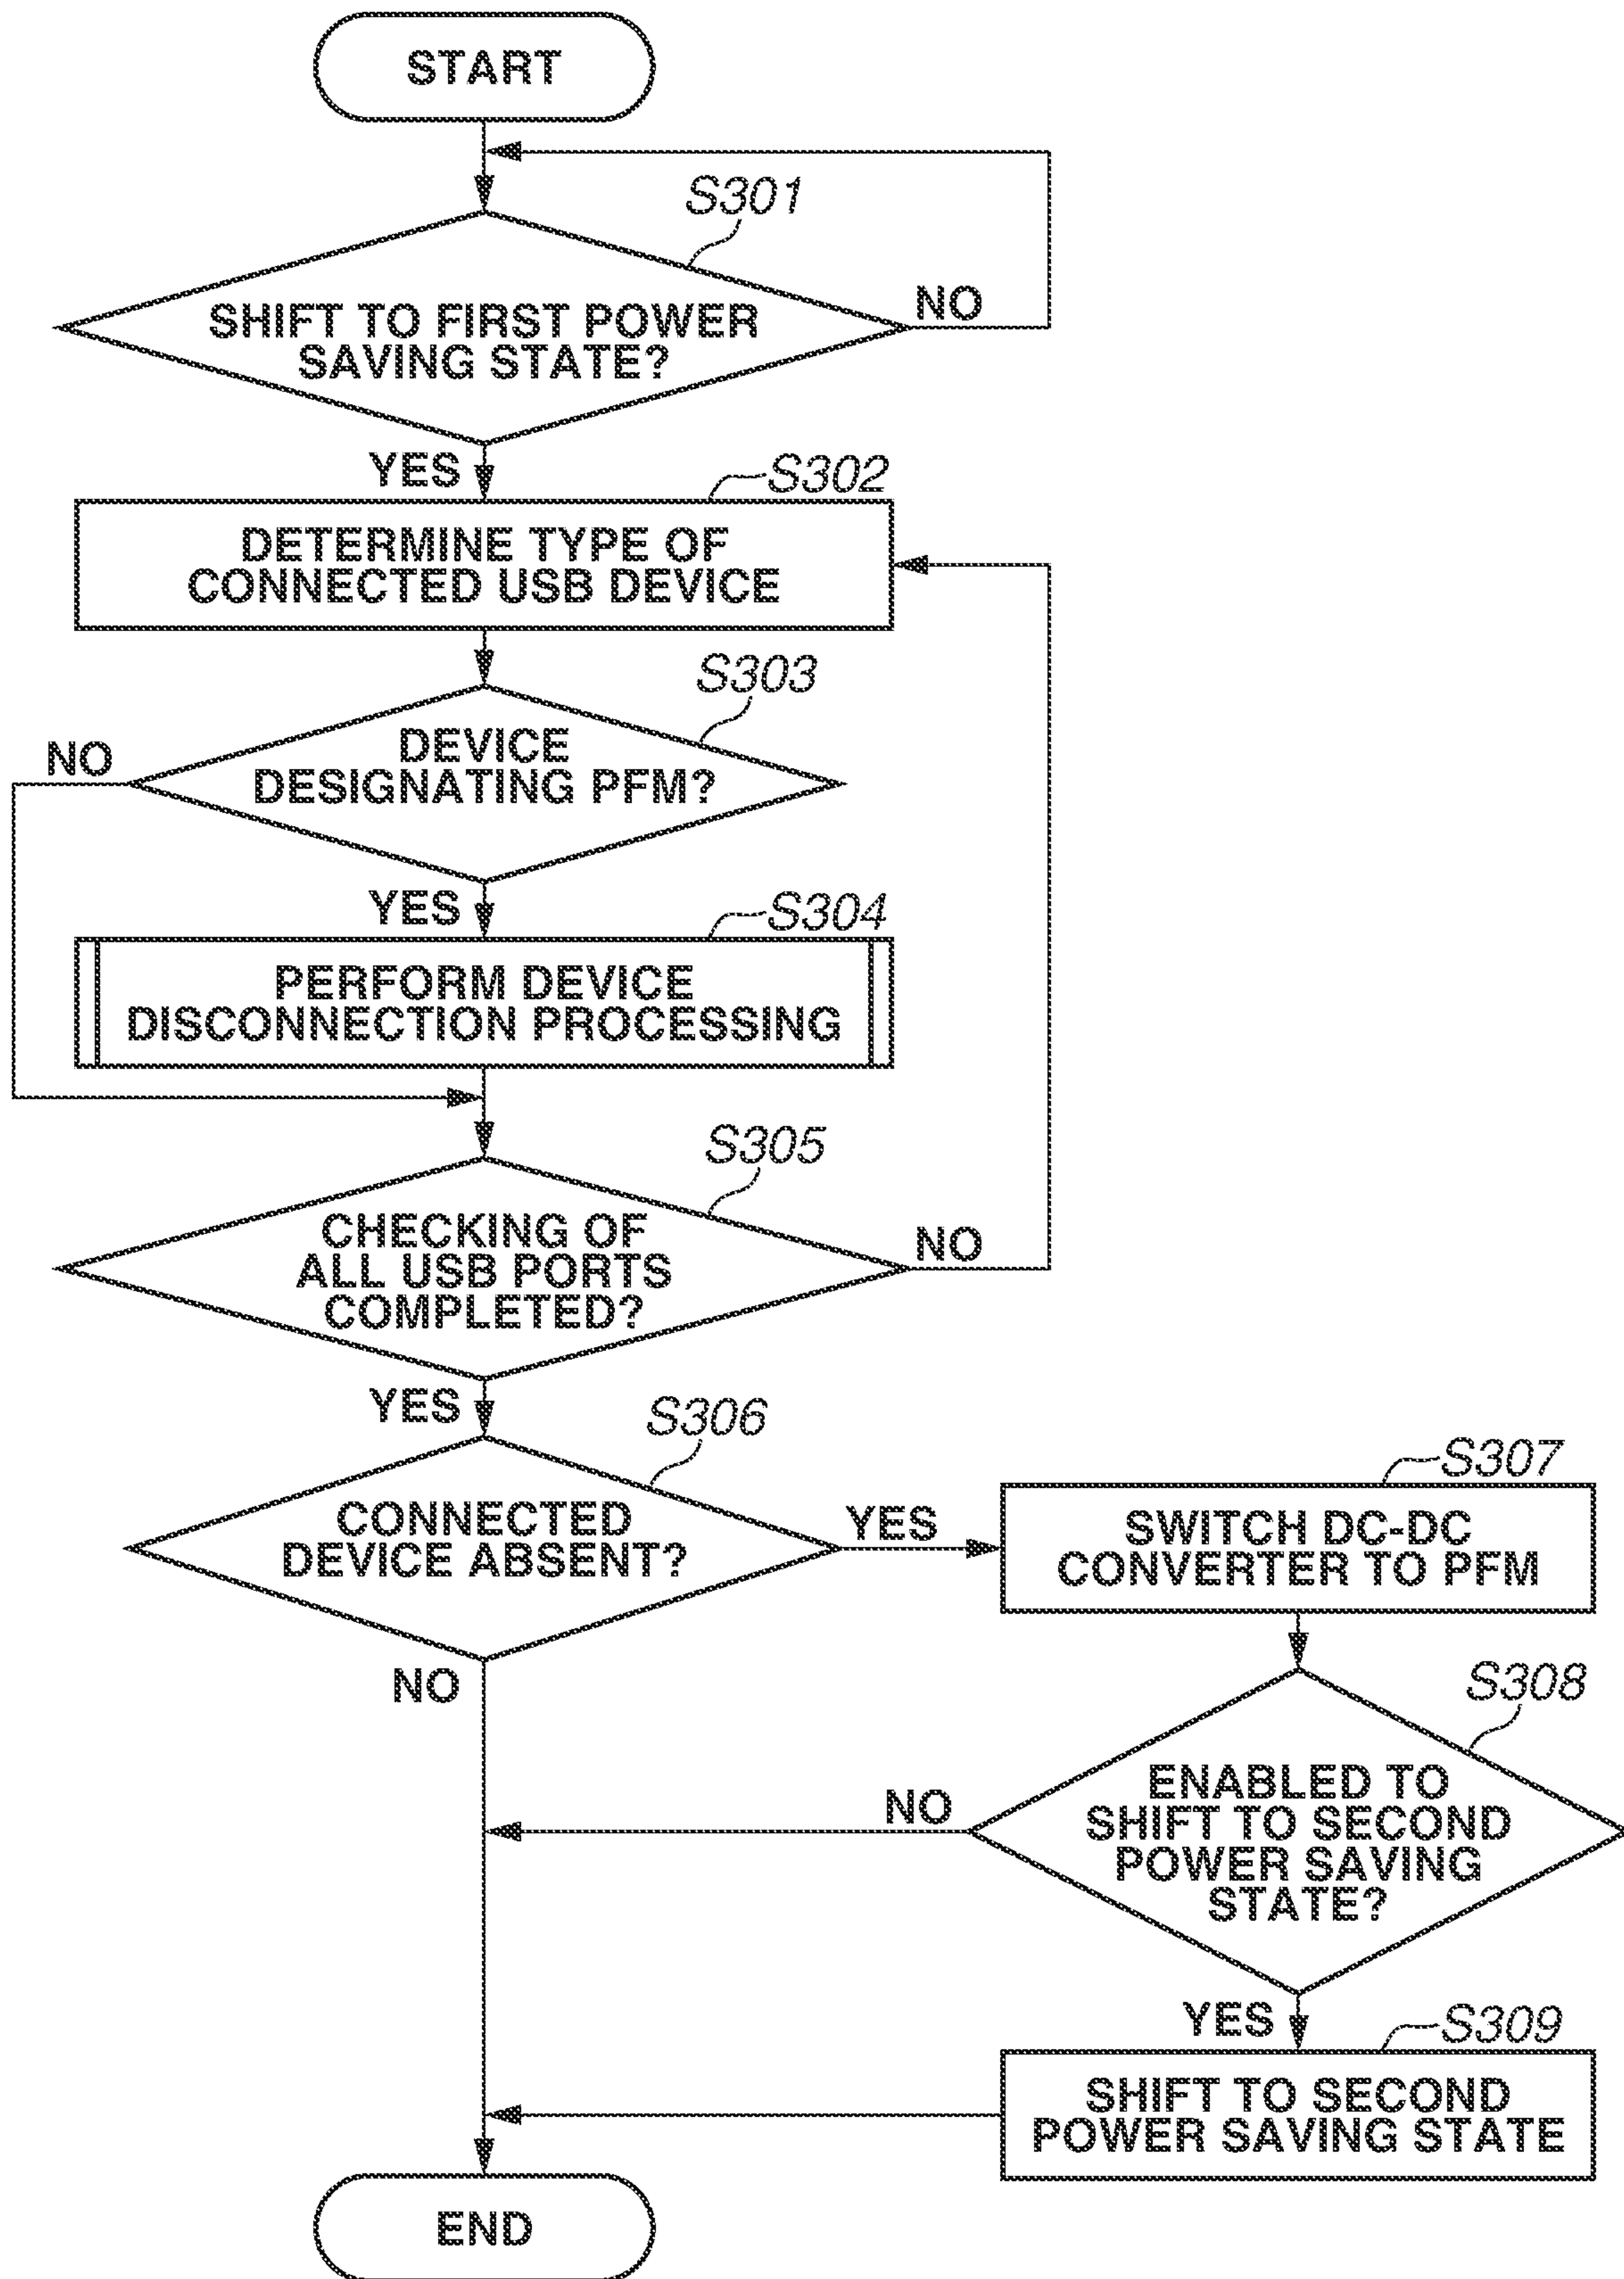 START
S301
SHIFT TO FIRST POWER
SAVING STATE?
NO
YES
S302
DETERMINE TYPE OF
CONNECTED USB DEVICE
S303
DEVICE
DESIGNATING PFM?
NO
YES
S304
PERFORM DEVICE
DISCONNECTION PROCESSING
S305
CHECKING OF
ALL USB PORTS
COMPLETED?
NO
YES
S306
CONNECTED
DEVICE ABSENT?
YES
NO
S307
SWITCH DC-DC
CONVERTER TO PFM
S308
ENABLED TO
SHIFT TO SECOND
POWER SAVING
STATE?
NO
YES
S309
SHIFT TO SECOND
POWER SAVING STATE
END